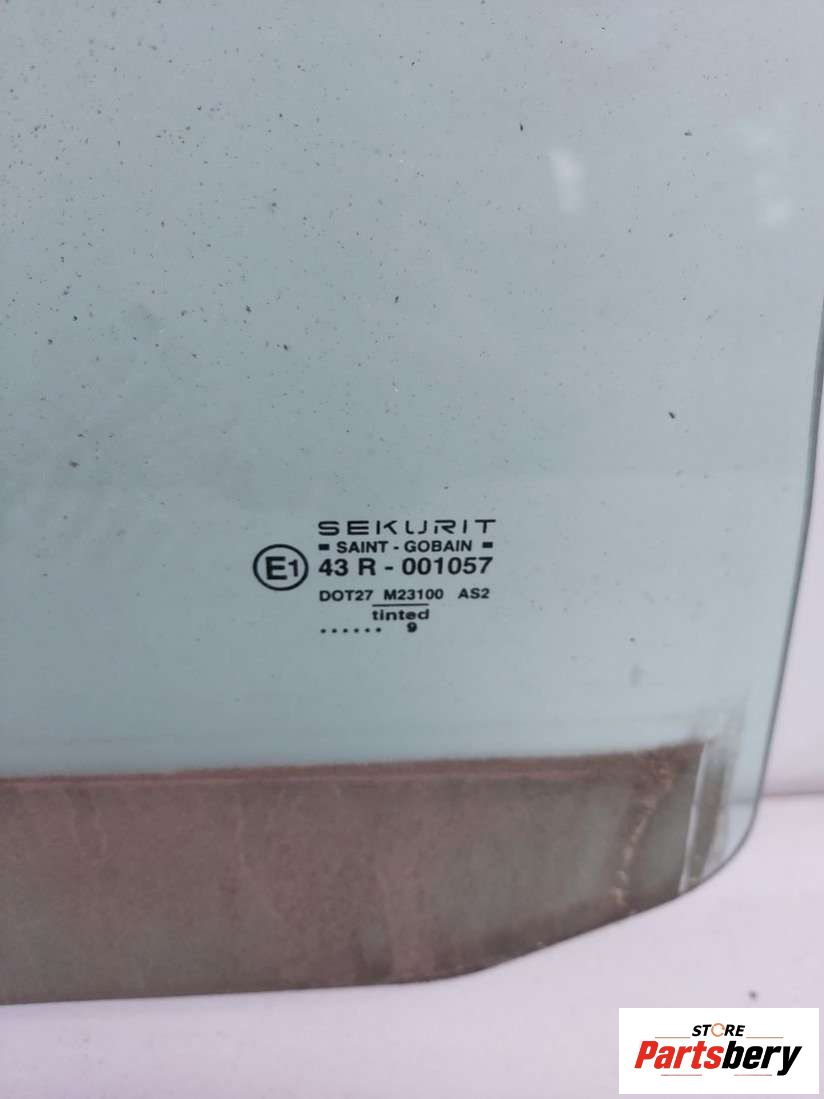 SEKURIT
SAINT - GOBAIN
E1 43 R - 001057
DOT27 M23100 AS2
tinted
...... 9
STORE
Partsbery